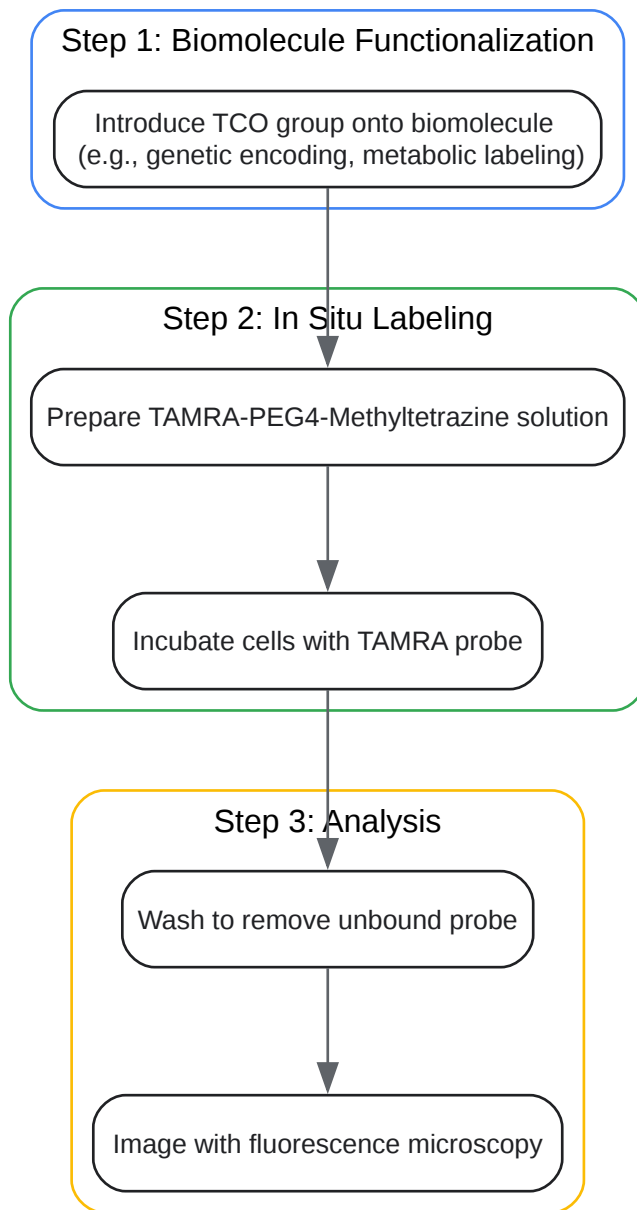 Step 1: Biomolecule Functionalization
Introduce TCO group onto biomolecule
(e.g., genetic encoding, metabolic labeling)
Step 2: In Situ Labeling
Prepare TAMRA-PEG4-Methyltetrazine solution
Incubate cells with TAMRA probe
Step 3: Analysis
Wash to remove unbound probe
Image with fluorescence microscopy